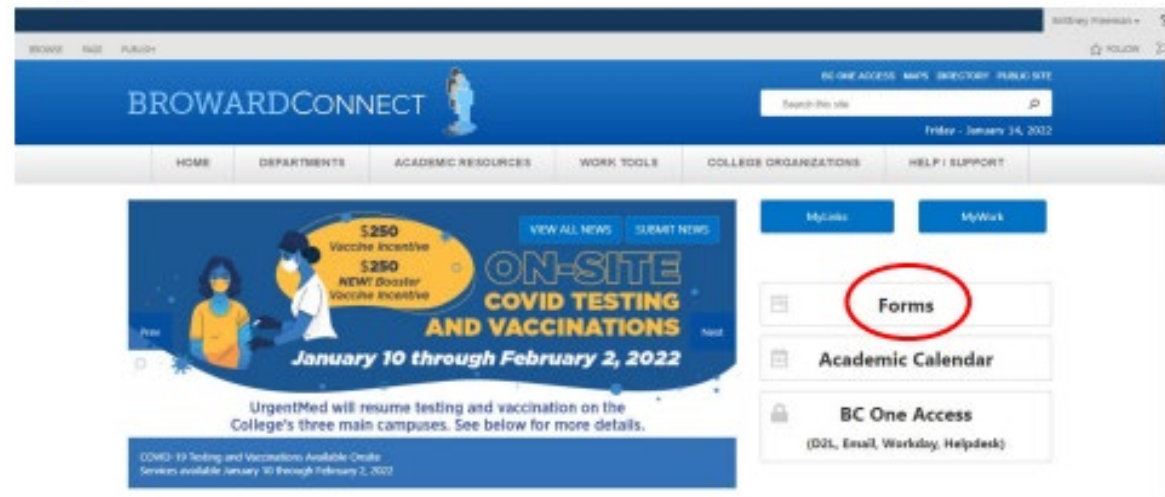 Brittney Freeman
BROWSE PAGE PUBLISH
FOLLOW
BC ONE ACCESS MAPS DIRECTORY PUBLIC SITE
BROWARDCONNECT
Search this site
Friday - January 14, 2022
HOME DEPARTMENTS ACADEMIC RESOURCES WORK TOOLS COLLEGE ORGANIZATIONS HELP / SUPPORT
MyLinks MyWork
VIEW ALL NEWS SUBMIT NEWS
$250
Vaccine Incentive
$250
NEW! Booster
Vaccine Incentive
ON-SITE
COVID TESTING
AND VACCINATIONS
January 10 through February 2, 2022
Prev
Next
UrgentMed will resume testing and vaccination on the
College's three main campuses. See below for more details.
COVID-19 Testing and Vaccinations Available Onsite
Services available January 10 through February 2, 2022
Forms
Academic Calendar
BC One Access
(D2L, Email, Workday, Helpdesk)